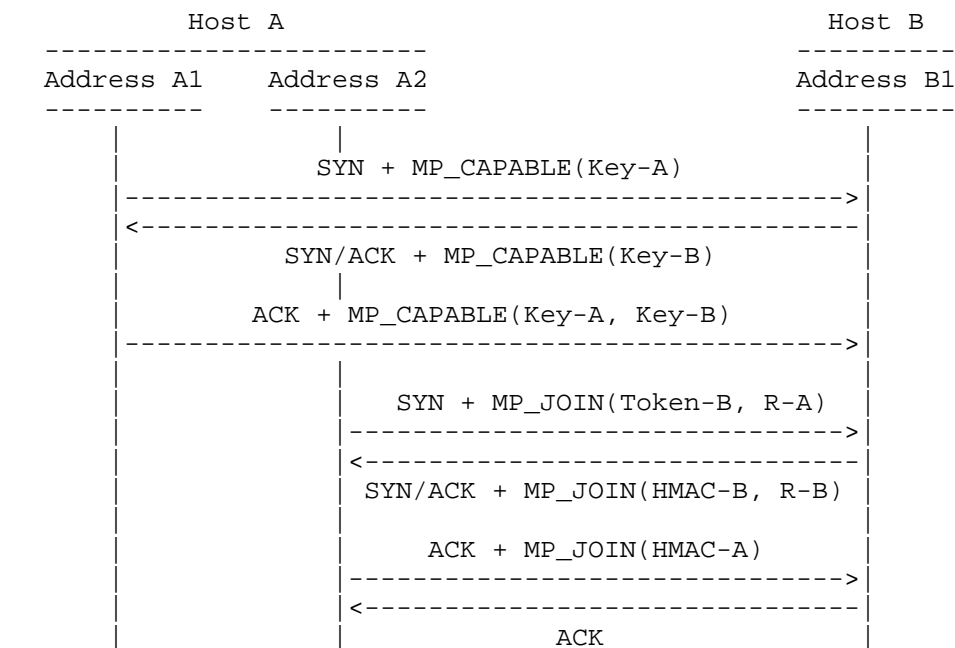 Host A Host B
Address A1 Address A2 Address B1
SYN + MP_CAPABLE(Key-A)
SYN/ACK + MP_CAPABLE(Key-B)
ACK + MP_CAPABLE(Key-A, Key-B)
SYN + MP_JOIN(Token-B, R-A)
SYN/ACK + MP_JOIN(HMAC-B, R-B)
ACK + MP_JOIN(HMAC-A)
ACK